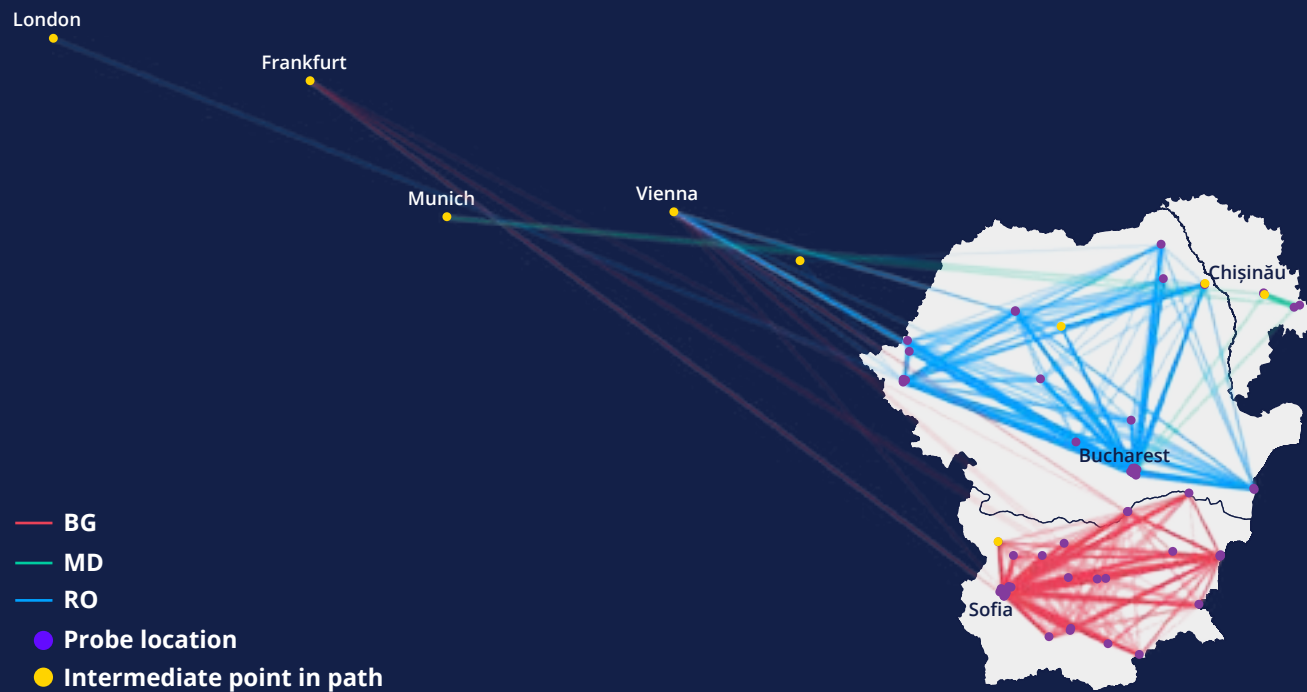 London
Frankfurt
Munich
Vienna
Chișinău
Bucharest
Sofia
BG
MD
RO
Probe location
Intermediate point in path